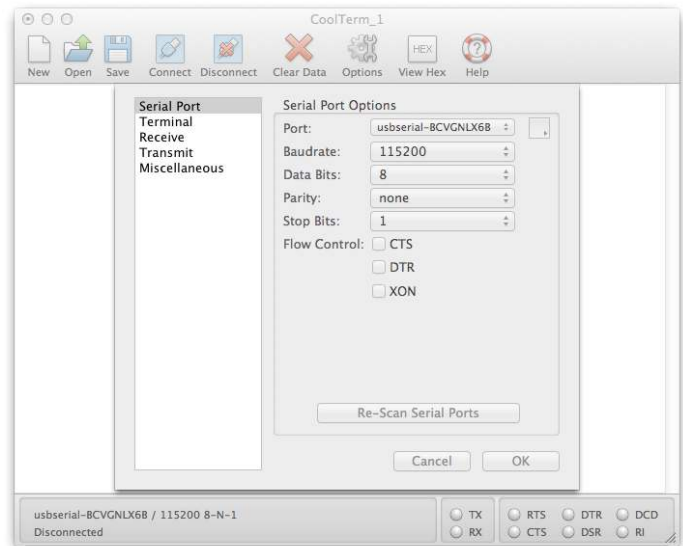 CoolTerm_1
New Open Save Connect Disconnect Clear Data Options HEX View Hex Help
Serial Port
Terminal
Receive
Transmit
Miscellaneous
Serial Port Options
Port: usbserial-BCVGNLX6B
Baudrate: 115200
Data Bits: 8
Parity: none
Stop Bits: 1
Flow Control: CTS
DTR
XON
Re-Scan Serial Ports
Cancel OK
usbserial-BCVGNLX6B / 115200 8-N-1
Disconnected
TX RTS DTR DCD
RX CTS DSR RI